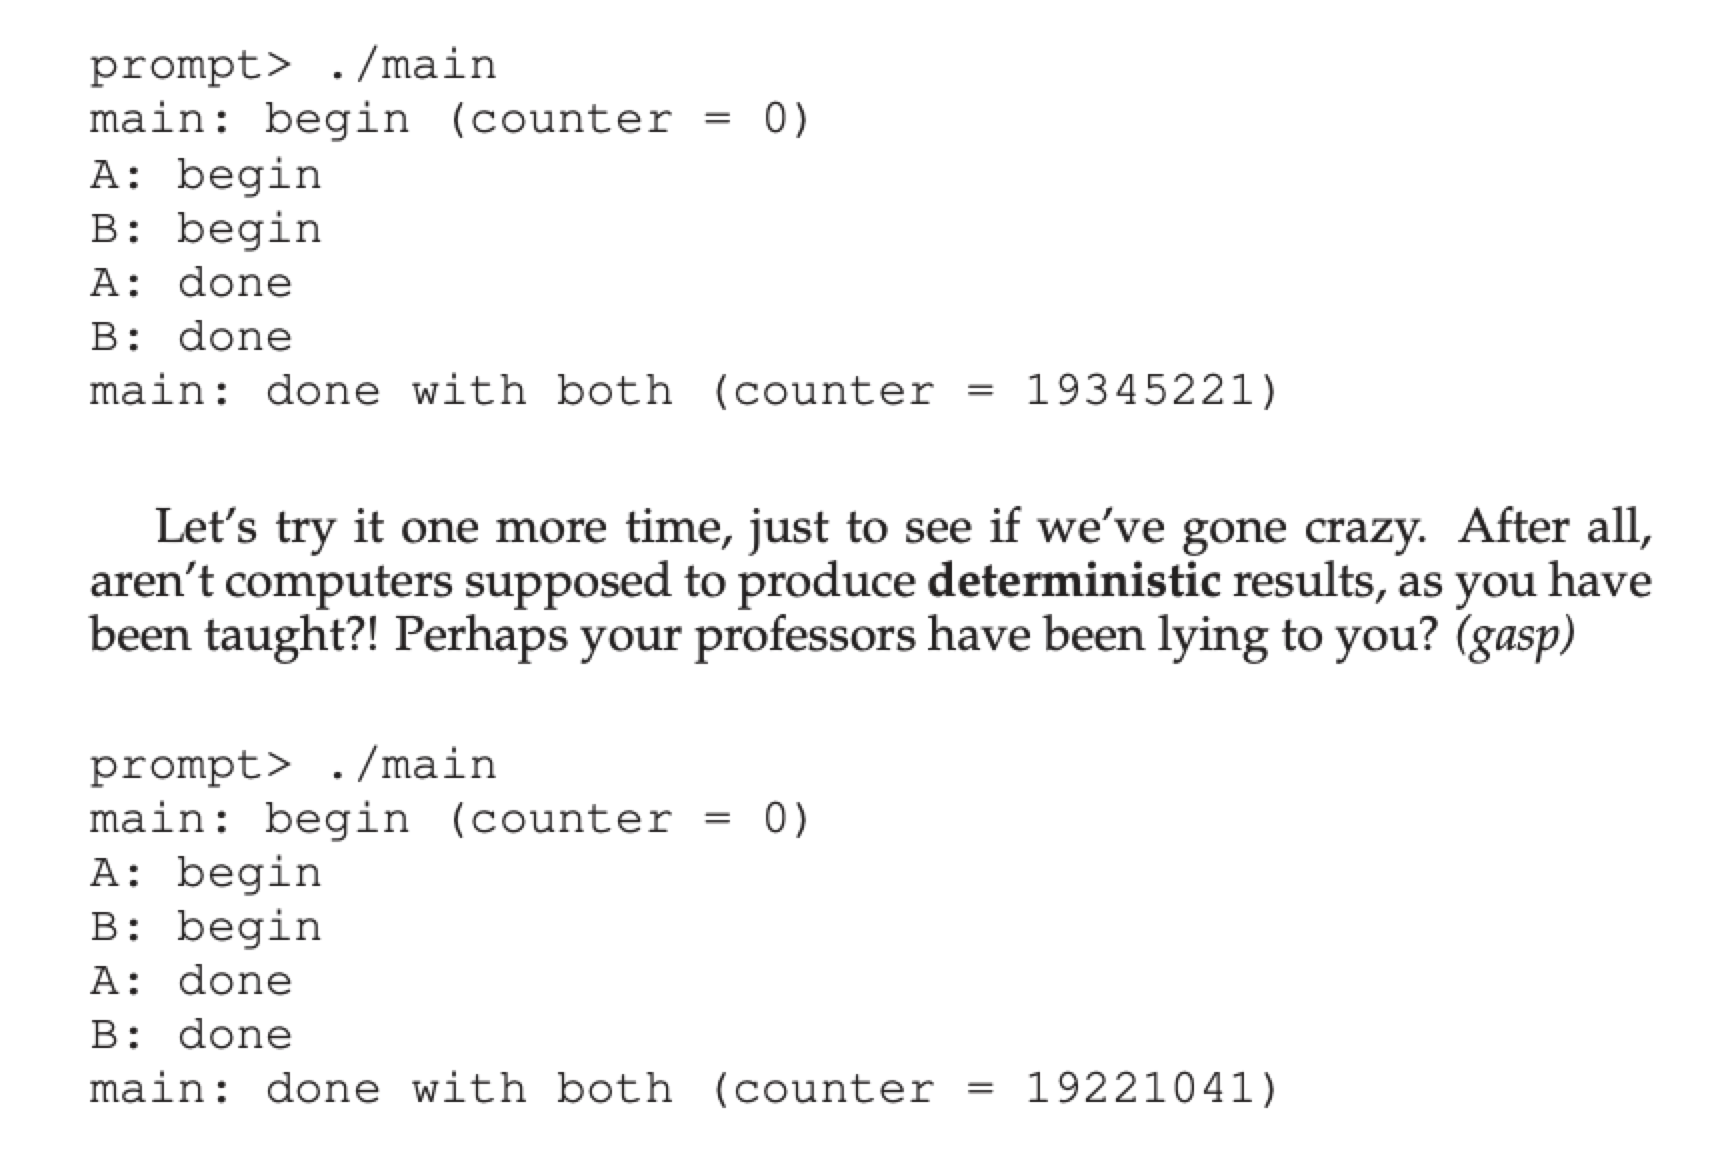 prompt> ./main
main: begin (counter = 0)
A: begin
B: begin
A: done
B: done
main: done with both (counter = 19345221)
Let's try it one more time, just to see if we've gone crazy. After all,
aren't computers supposed to produce deterministic results, as you have
been taught?! Perhaps your professors have been lying to you? (gasp)
prompt> ./main
main: begin (counter = 0)
A: begin
B: begin
A: done
B: done
main: done with both (counter = 19221041)